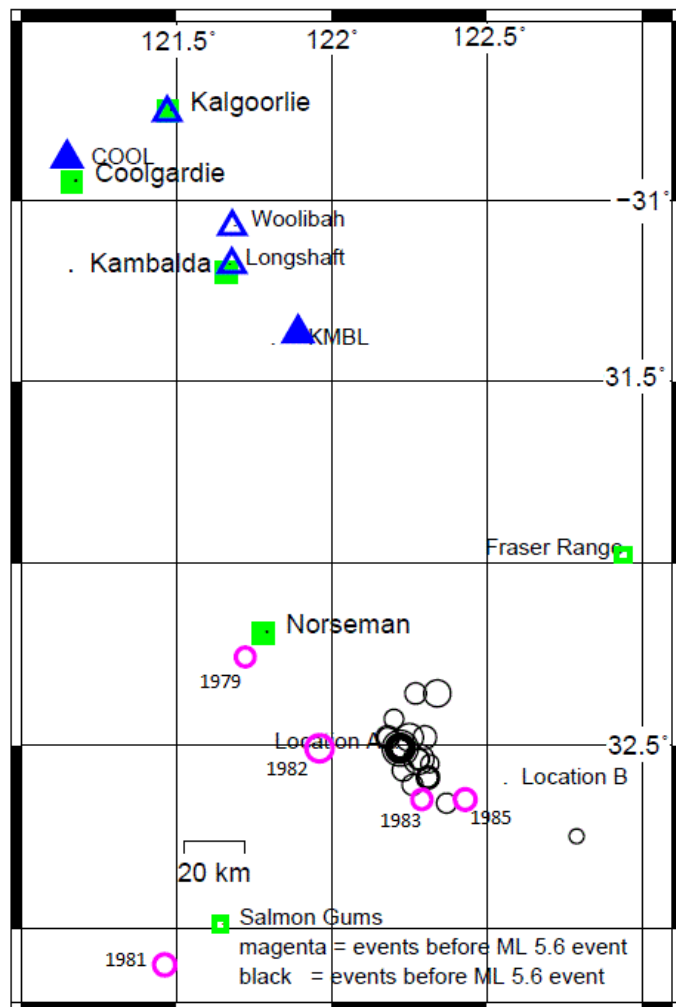 121.5° 122° 122.5°
Kalgoorlie
COOL
Coolgardie
−31°
Woolibah
Kambalda Longshaft
KMBL
31.5°
Fraser Range
Norseman
1979
Location A 32.5°
1982
Location B
1983 1985
20 km
Salmon Gums
magenta = events before ML 5.6 event
1981
black = events before ML 5.6 event